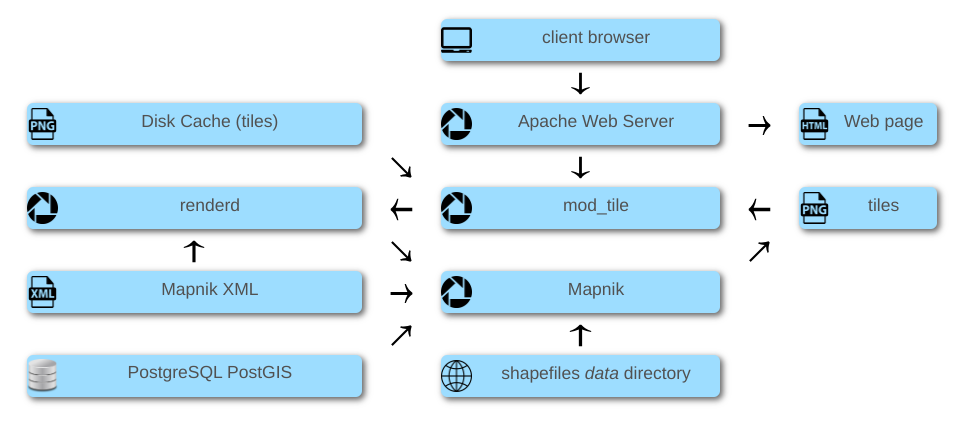 client browser
PNG
Disk Cache (tiles)
Apache Web Server
HTML
Web page
renderd
mod_tile
PNG
tiles
XML
Mapnik XML
Mapnik
PostgreSQL PostGIS
shapefiles data directory